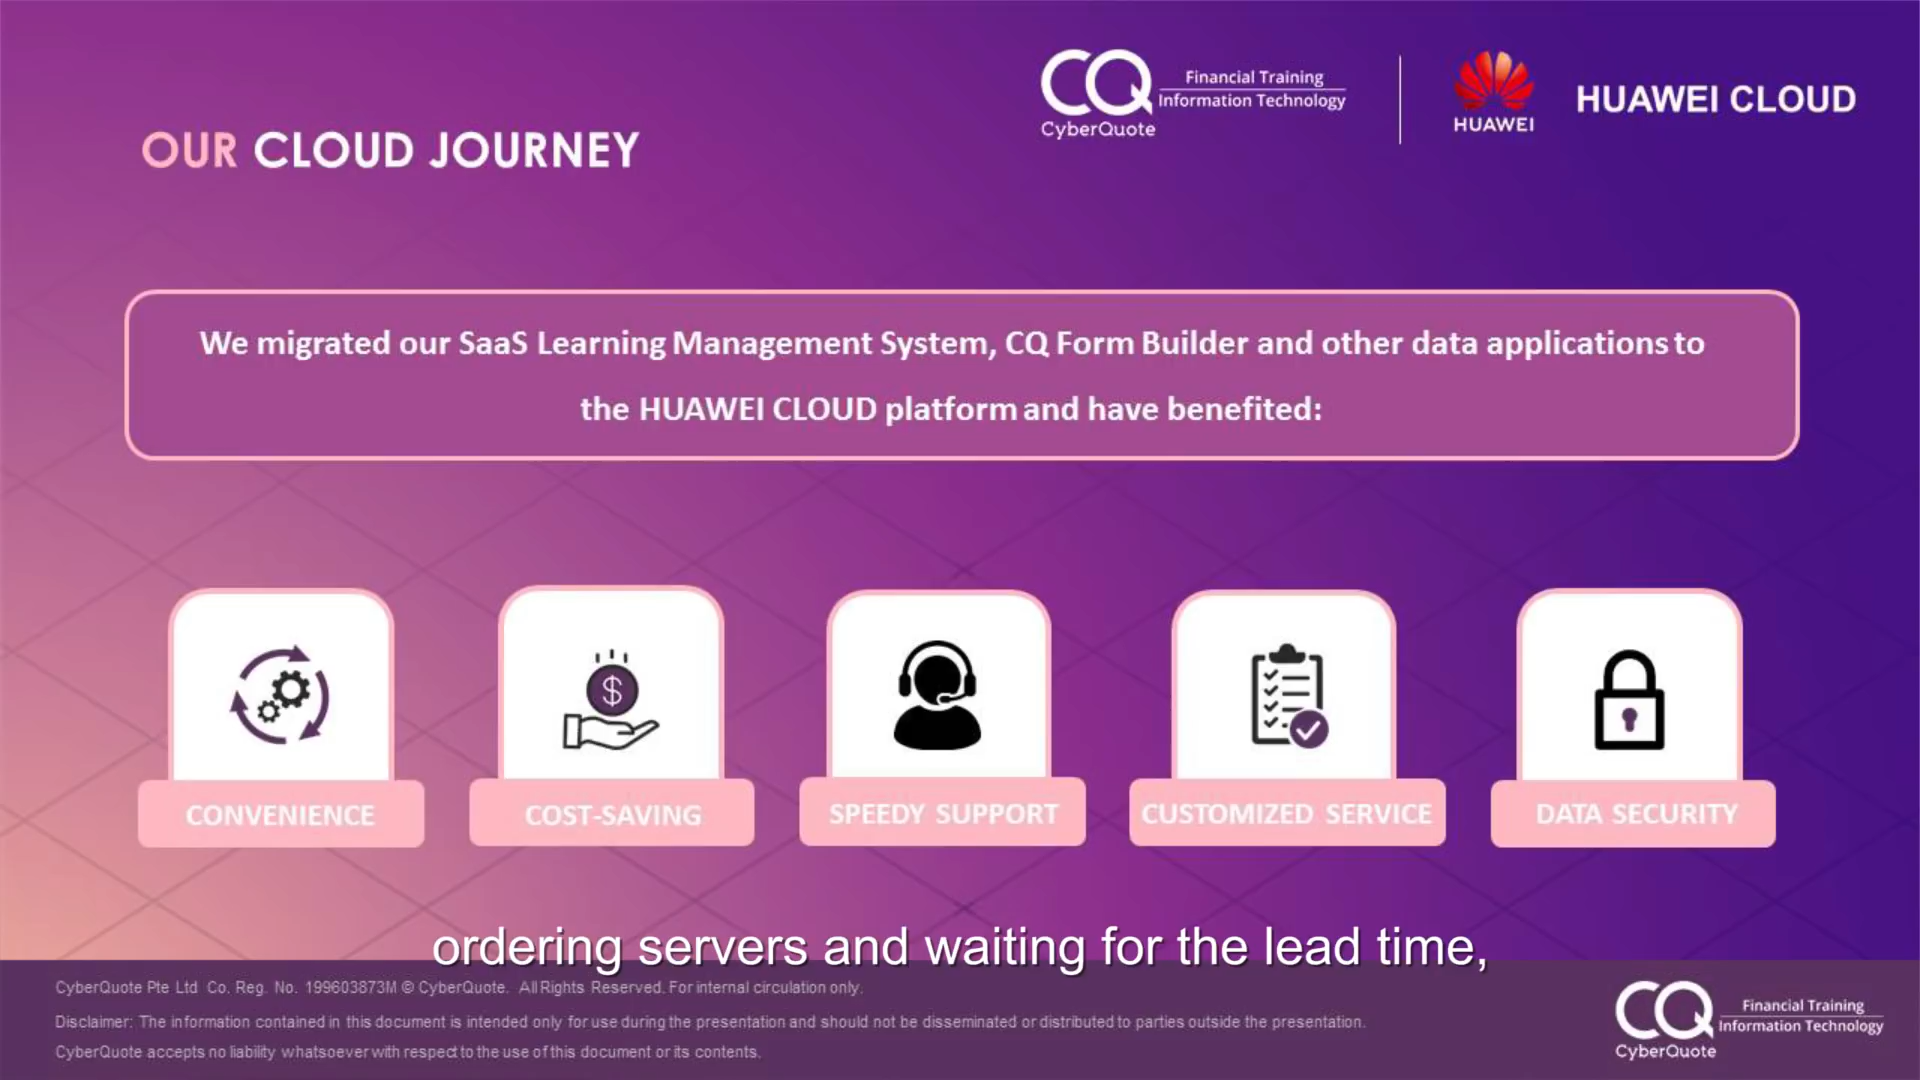 CQ
Financial Training
Information Technology
CyberQuote
HUAWEI
HUAWEI CLOUD
OUR CLOUD JOURNEY
We migrated our SaaS Learning Management System, CQ Form Builder and other data applications to
the HUAWEI CLOUD platform and have benefited:
$
CONVENIENCE
COST-SAVING
SPEEDY SUPPORT
CUSTOMIZED SERVICE
DATA SECURITY
ordering servers and waiting for the lead time,
CyberQuote Pte Ltd Co. Reg. No. 199603873M © CyberQuote. All Rights Reserved. For internal circulation only.
Disclaimer: The information contained in this document is intended only for use during the presentation and should not be disseminated or distributed to parties outside the presentation.
CyberQuote accepts no liability whatsoever with respect to the use of this document or its contents.
CQ
Financial Training
Information Technology
CyberQuote